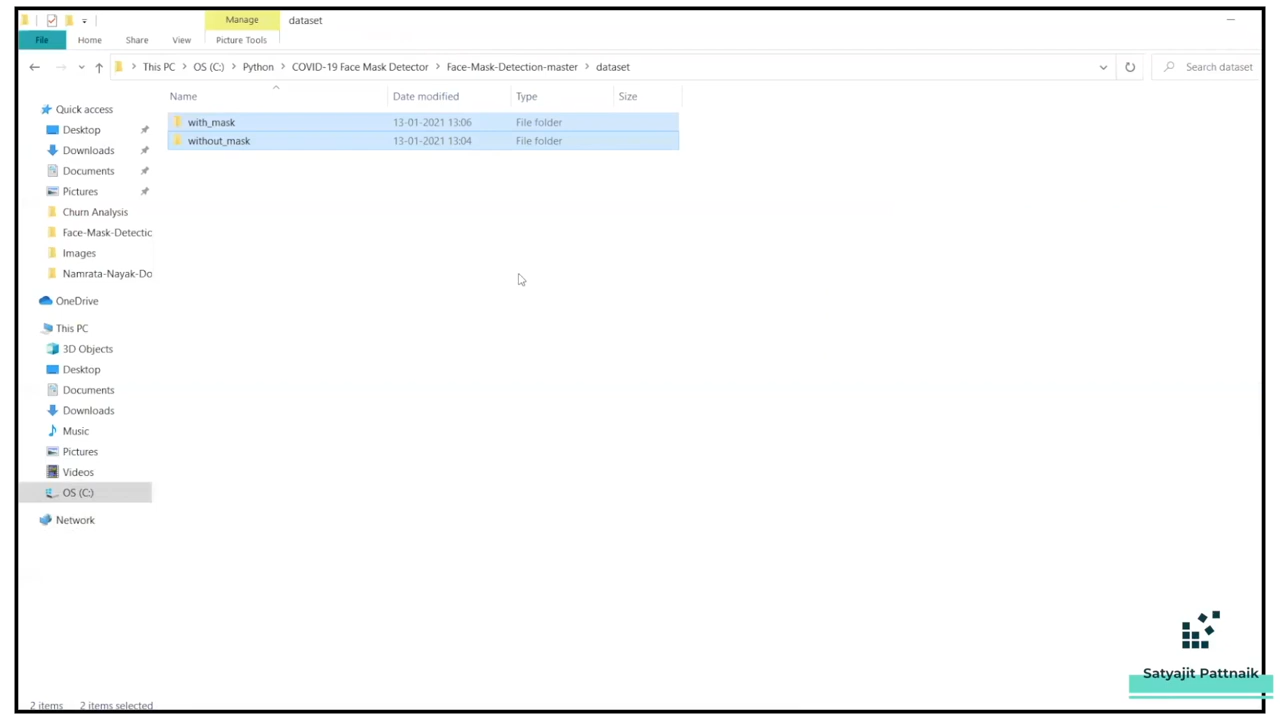 Manage
dataset
File
Home
Share
View
Picture Tools
This PC
OS (C:)
Python
COVID-19 Face Mask Detector
Face-Mask-Detection-master
dataset
Search dataset
Name
Date modified
Type
Size
Quick access
Desktop
Downloads
Documents
Pictures
Churn Analysis
Face-Mask-Detectic
Images
Namrata-Nayak-Do
OneDrive
This PC
3D Objects
Desktop
Documents
Downloads
Music
Pictures
Videos
OS (C:)
Network
with_mask 13-01-2021 13:06 File folder
without_mask 13-01-2021 13:04 File folder
Satyajit Pattnaik
2 items 2 items selected